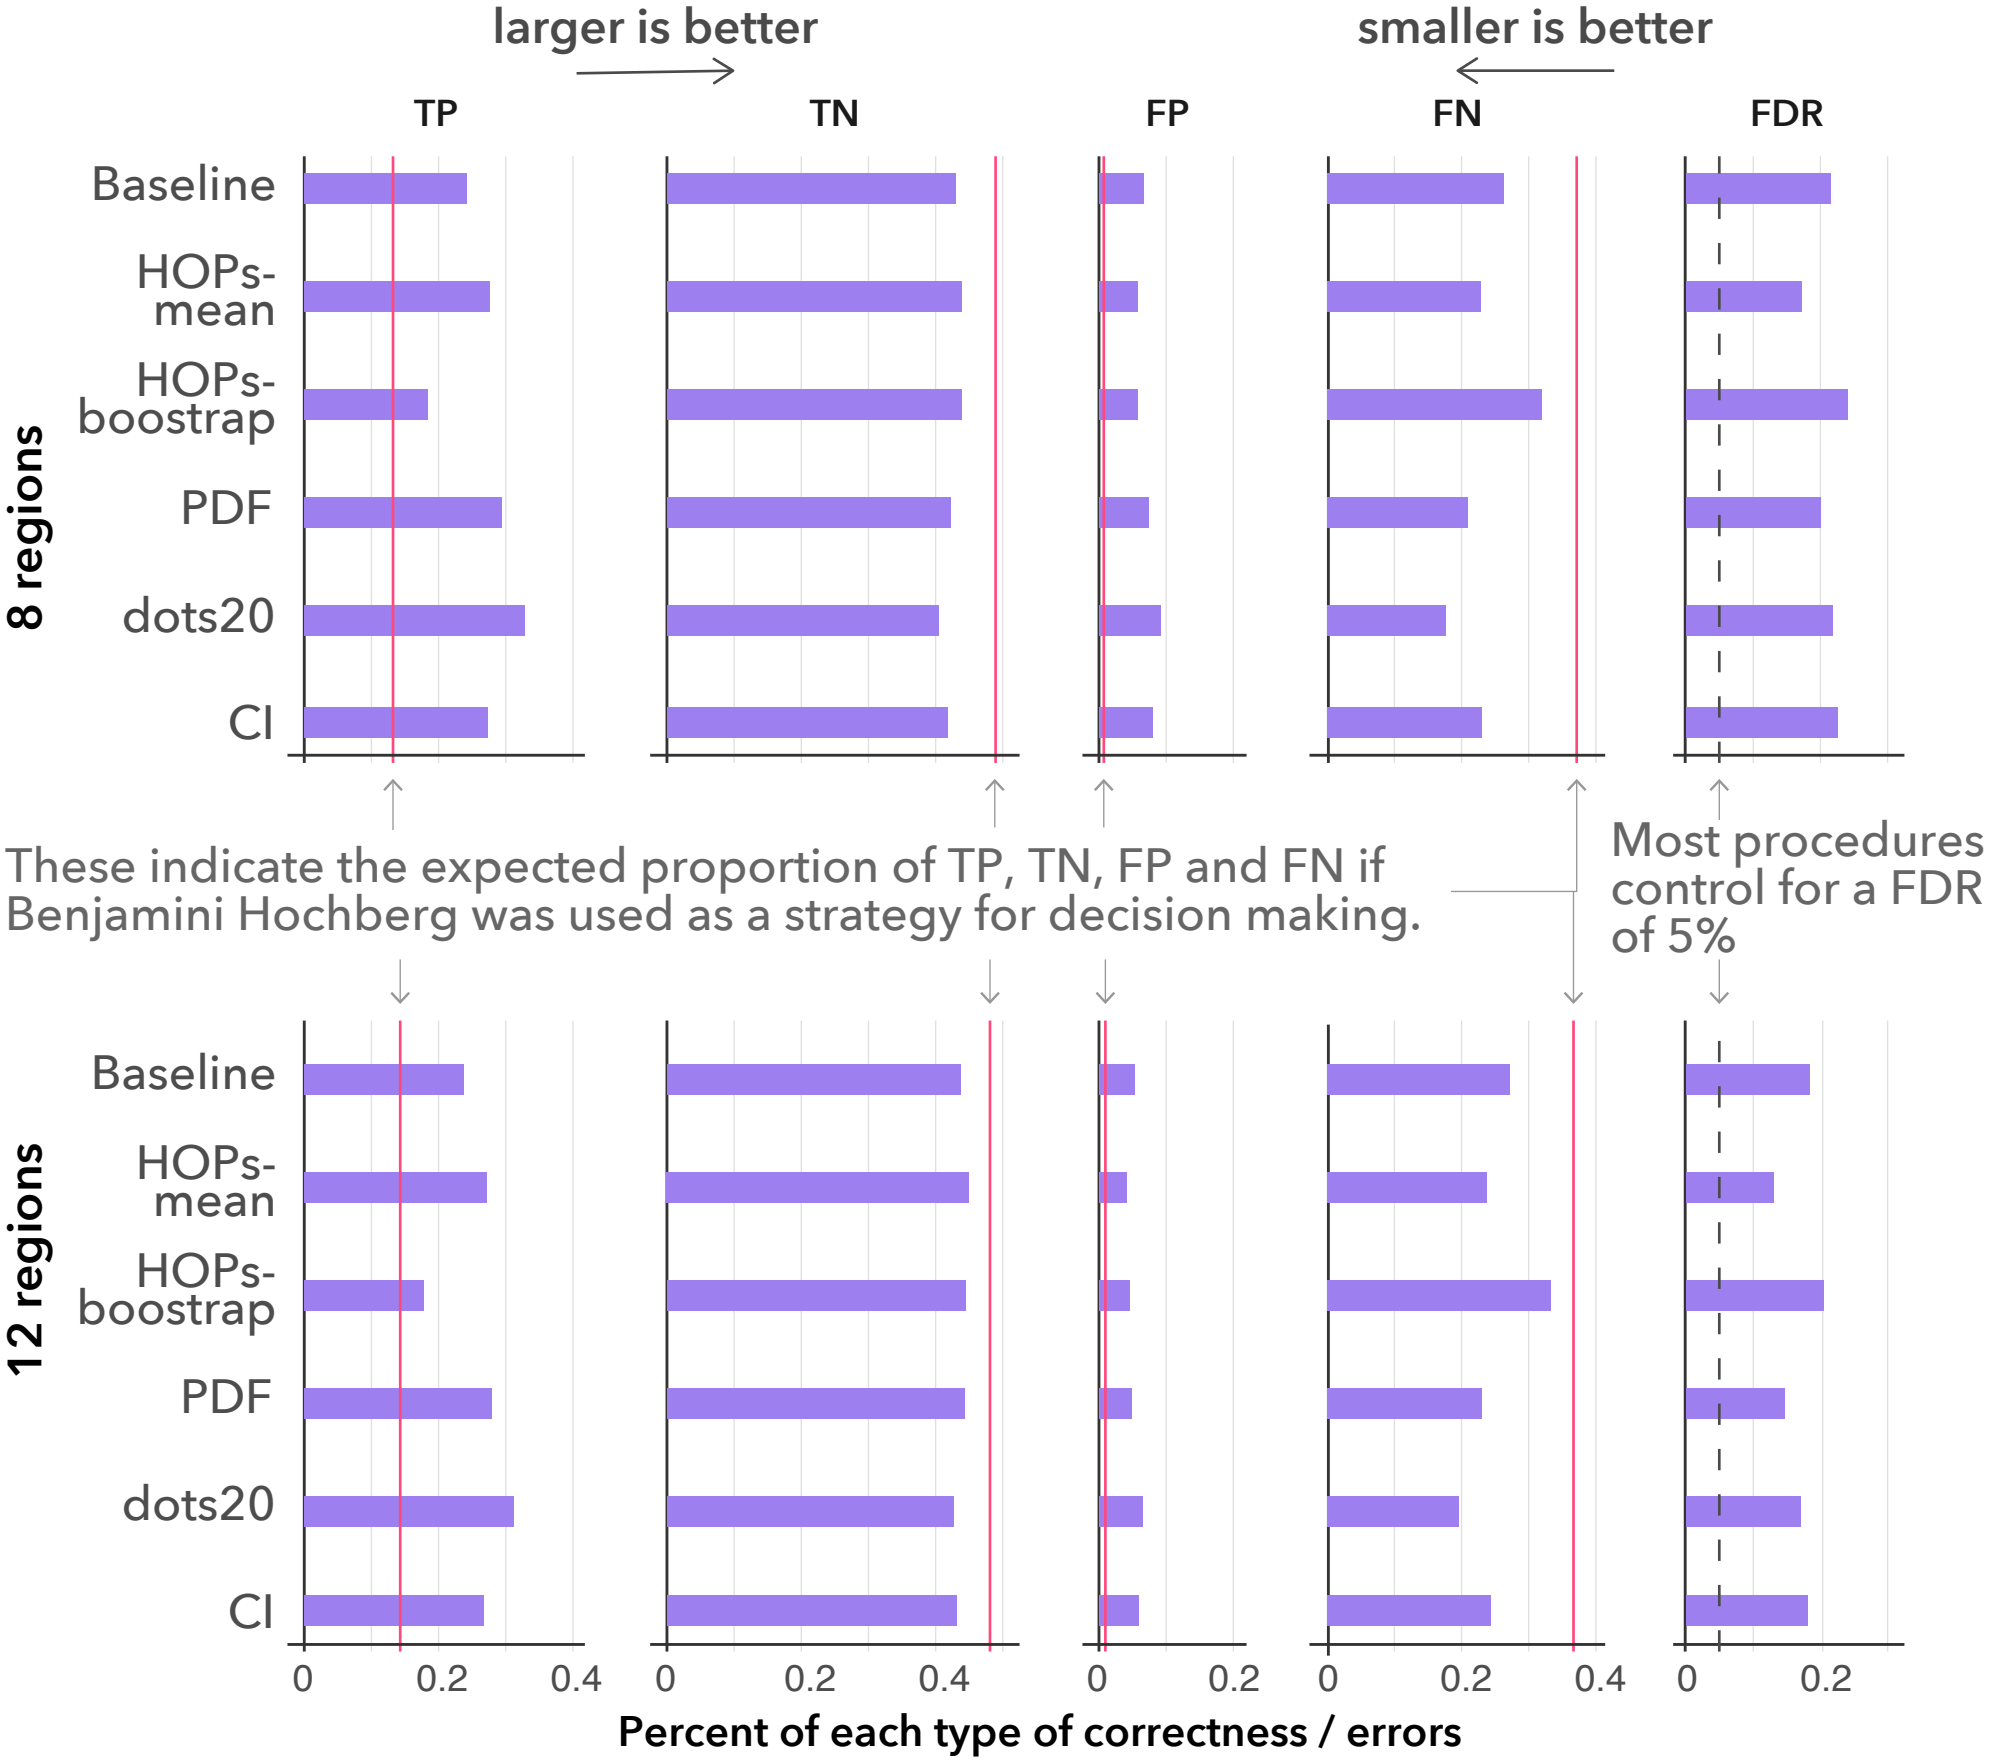 larger is better
smaller is better
TP
TN
FP
FN
FDR
8 regions
Baseline
HOPs-
mean
HOPs-
boostrap
PDF
dots20
CI
These indicate the expected proportion of TP, TN, FP and FN if
Benjamini Hochberg was used as a strategy for decision making.
Most procedures
control for a FDR
of 5%
12 regions
Baseline
HOPs-
mean
HOPs-
boostrap
PDF
dots20
CI
0 0.2 0.4
0 0.2 0.4
0 0.2
0 0.2 0.4
0 0.2
Percent of each type of correctness / errors